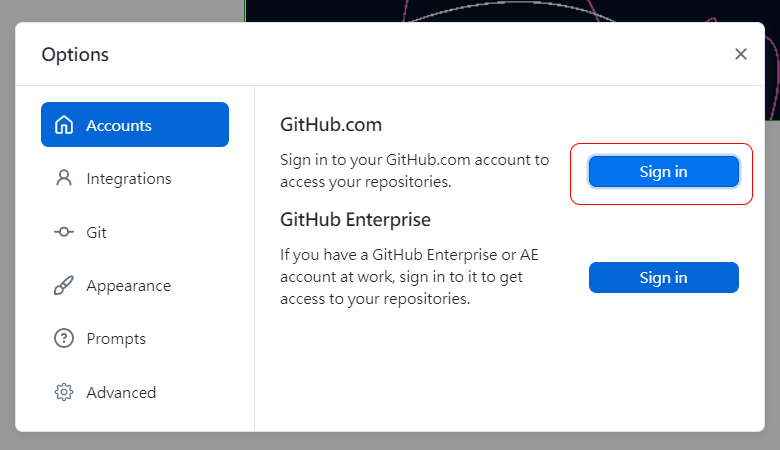 Options
Accounts
Integrations
Git
Appearance
Prompts
Advanced
GitHub.com
Sign in to your GitHub.com account to
access your repositories.
Sign in
GitHub Enterprise
If you have a GitHub Enterprise or AE
account at work, sign in to it to get
access to your repositories.
Sign in